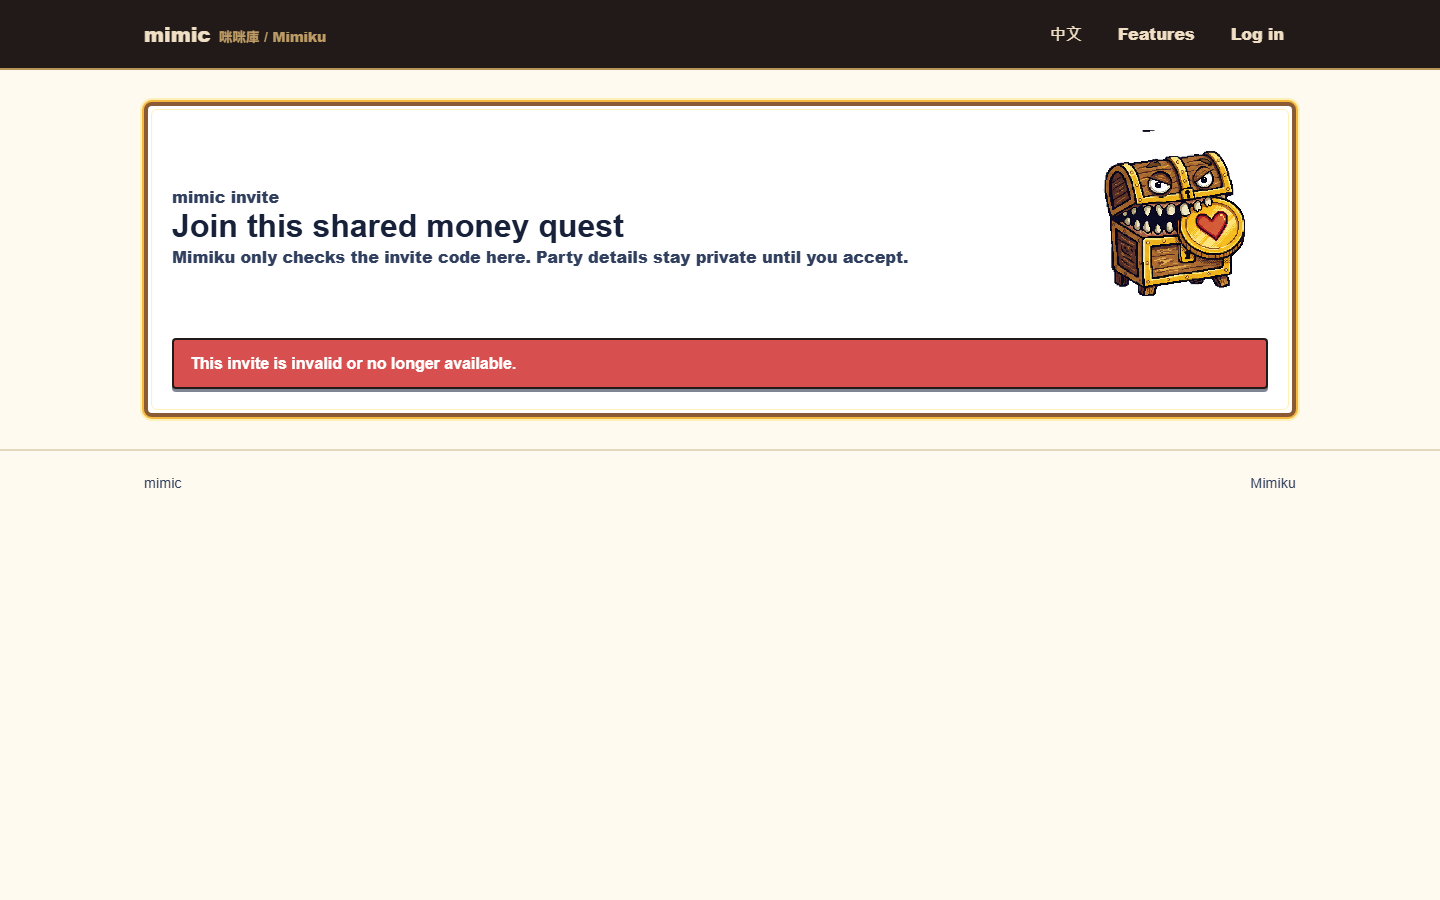 mimic 咪咪庫 / Mimiku
中文 Features Log in
mimic invite
Join this shared money quest
Mimiku only checks the invite code here. Party details stay private until you accept.
This invite is invalid or no longer available.
mimic Mimiku